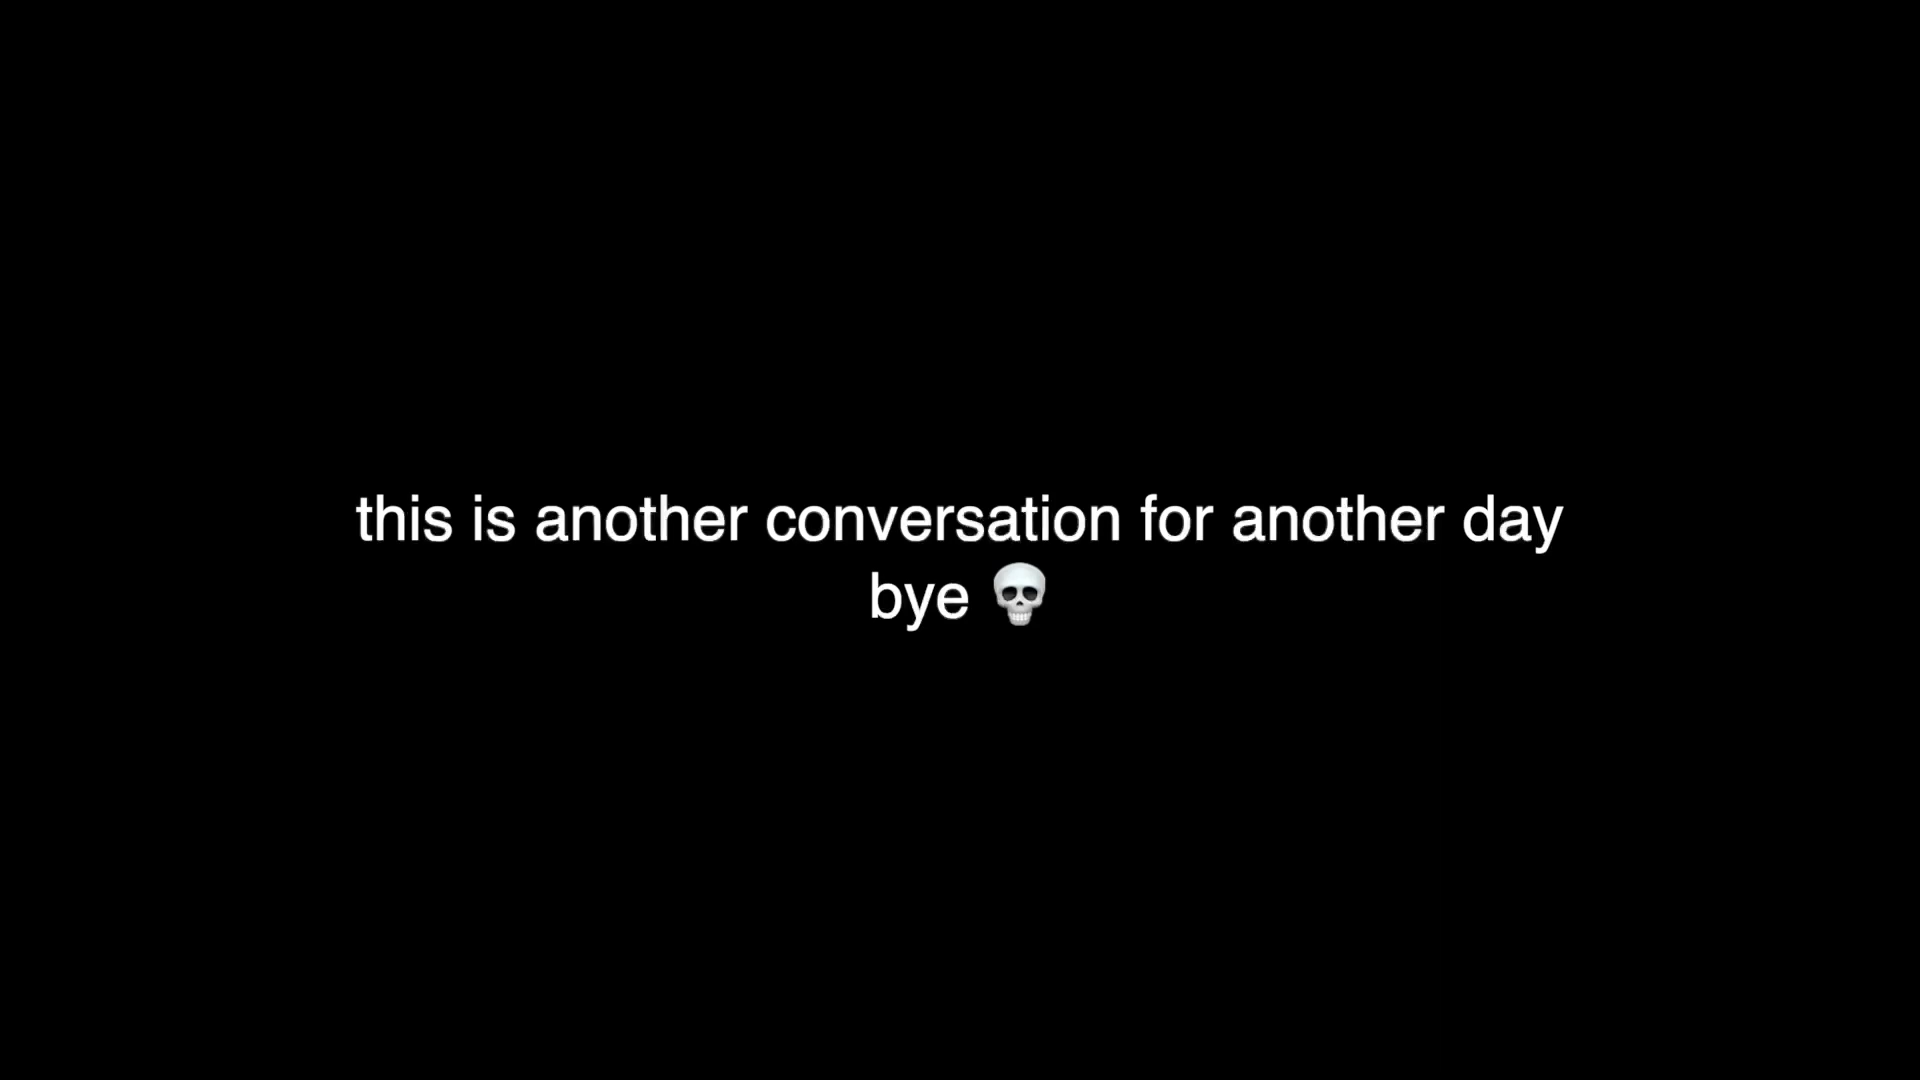 this is another conversation for another day
bye 💀